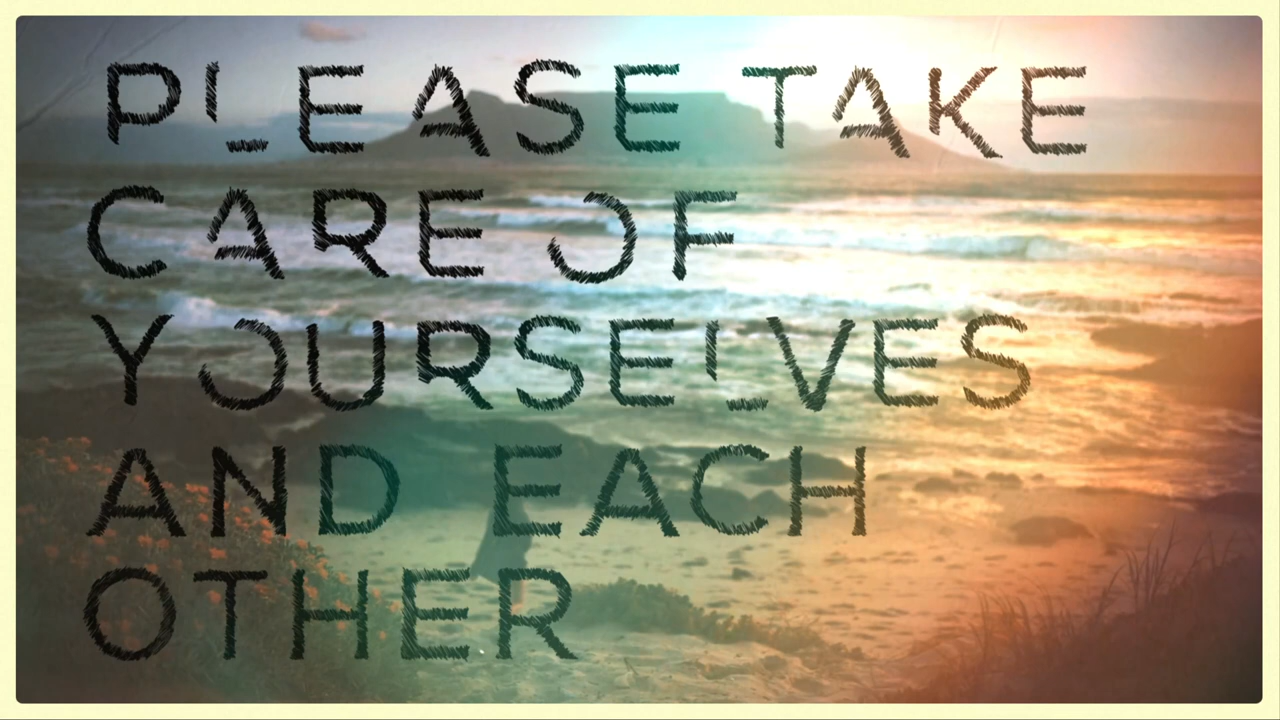 PLEASE TAKE
CARE OF
YOURSELVES
AND EACH
OTHER